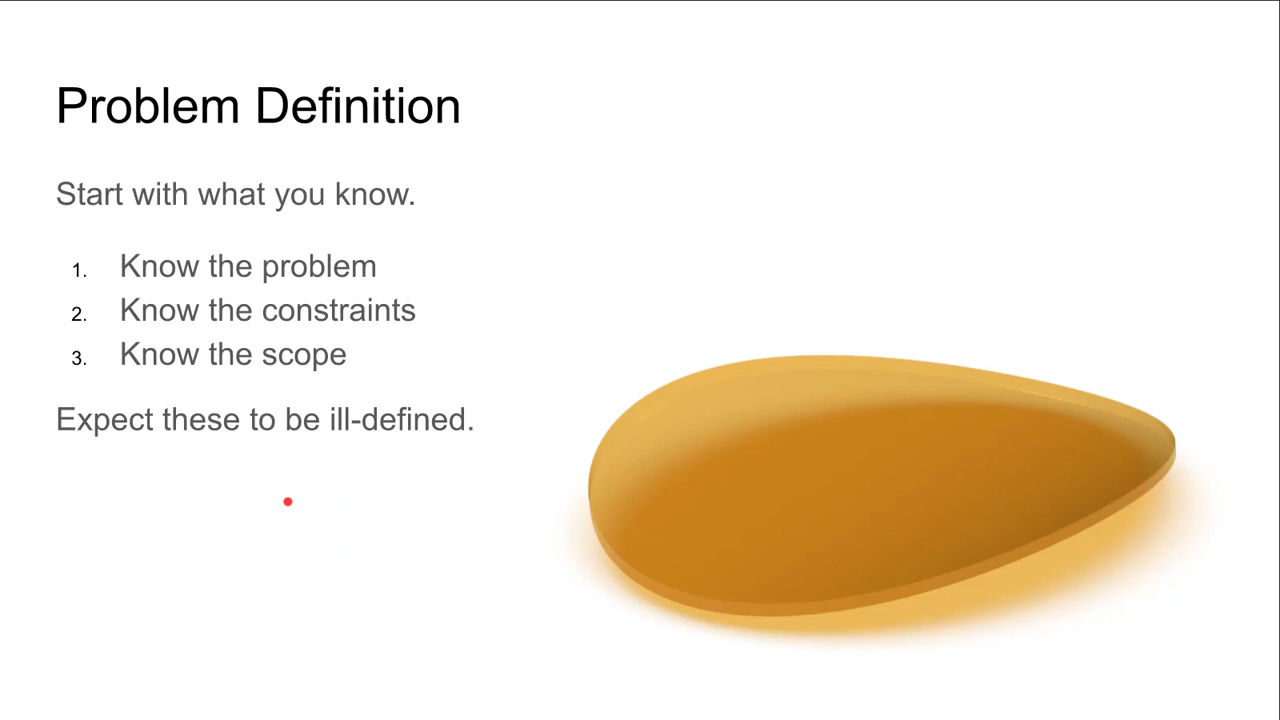 Problem Definition
Start with what you know.
1. Know the problem
2. Know the constraints
3. Know the scope
Expect these to be ill-defined.